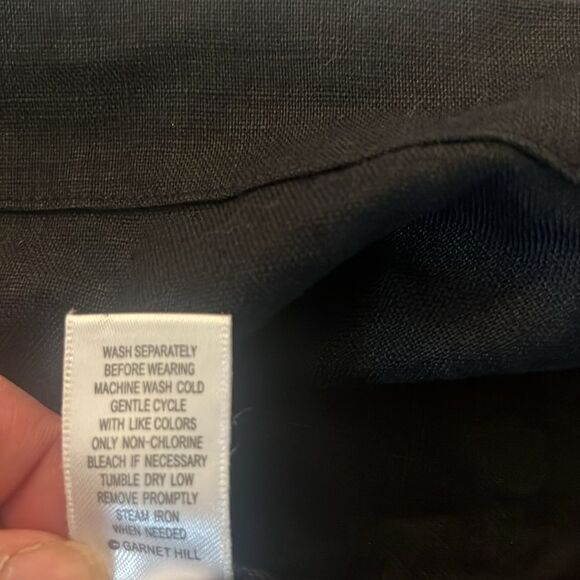 WASH SEPARATELY
BEFORE WEARING
MACHINE WASH COLD
GENTLE CYCLE
WITH LIKE COLORS
ONLY NON-CHLORINE
BLEACH IF NECESSARY
TUMBLE DRY LOW
REMOVE PROMPTLY
STEAM IRON
WHEN NEEDED
© GARNET HILL